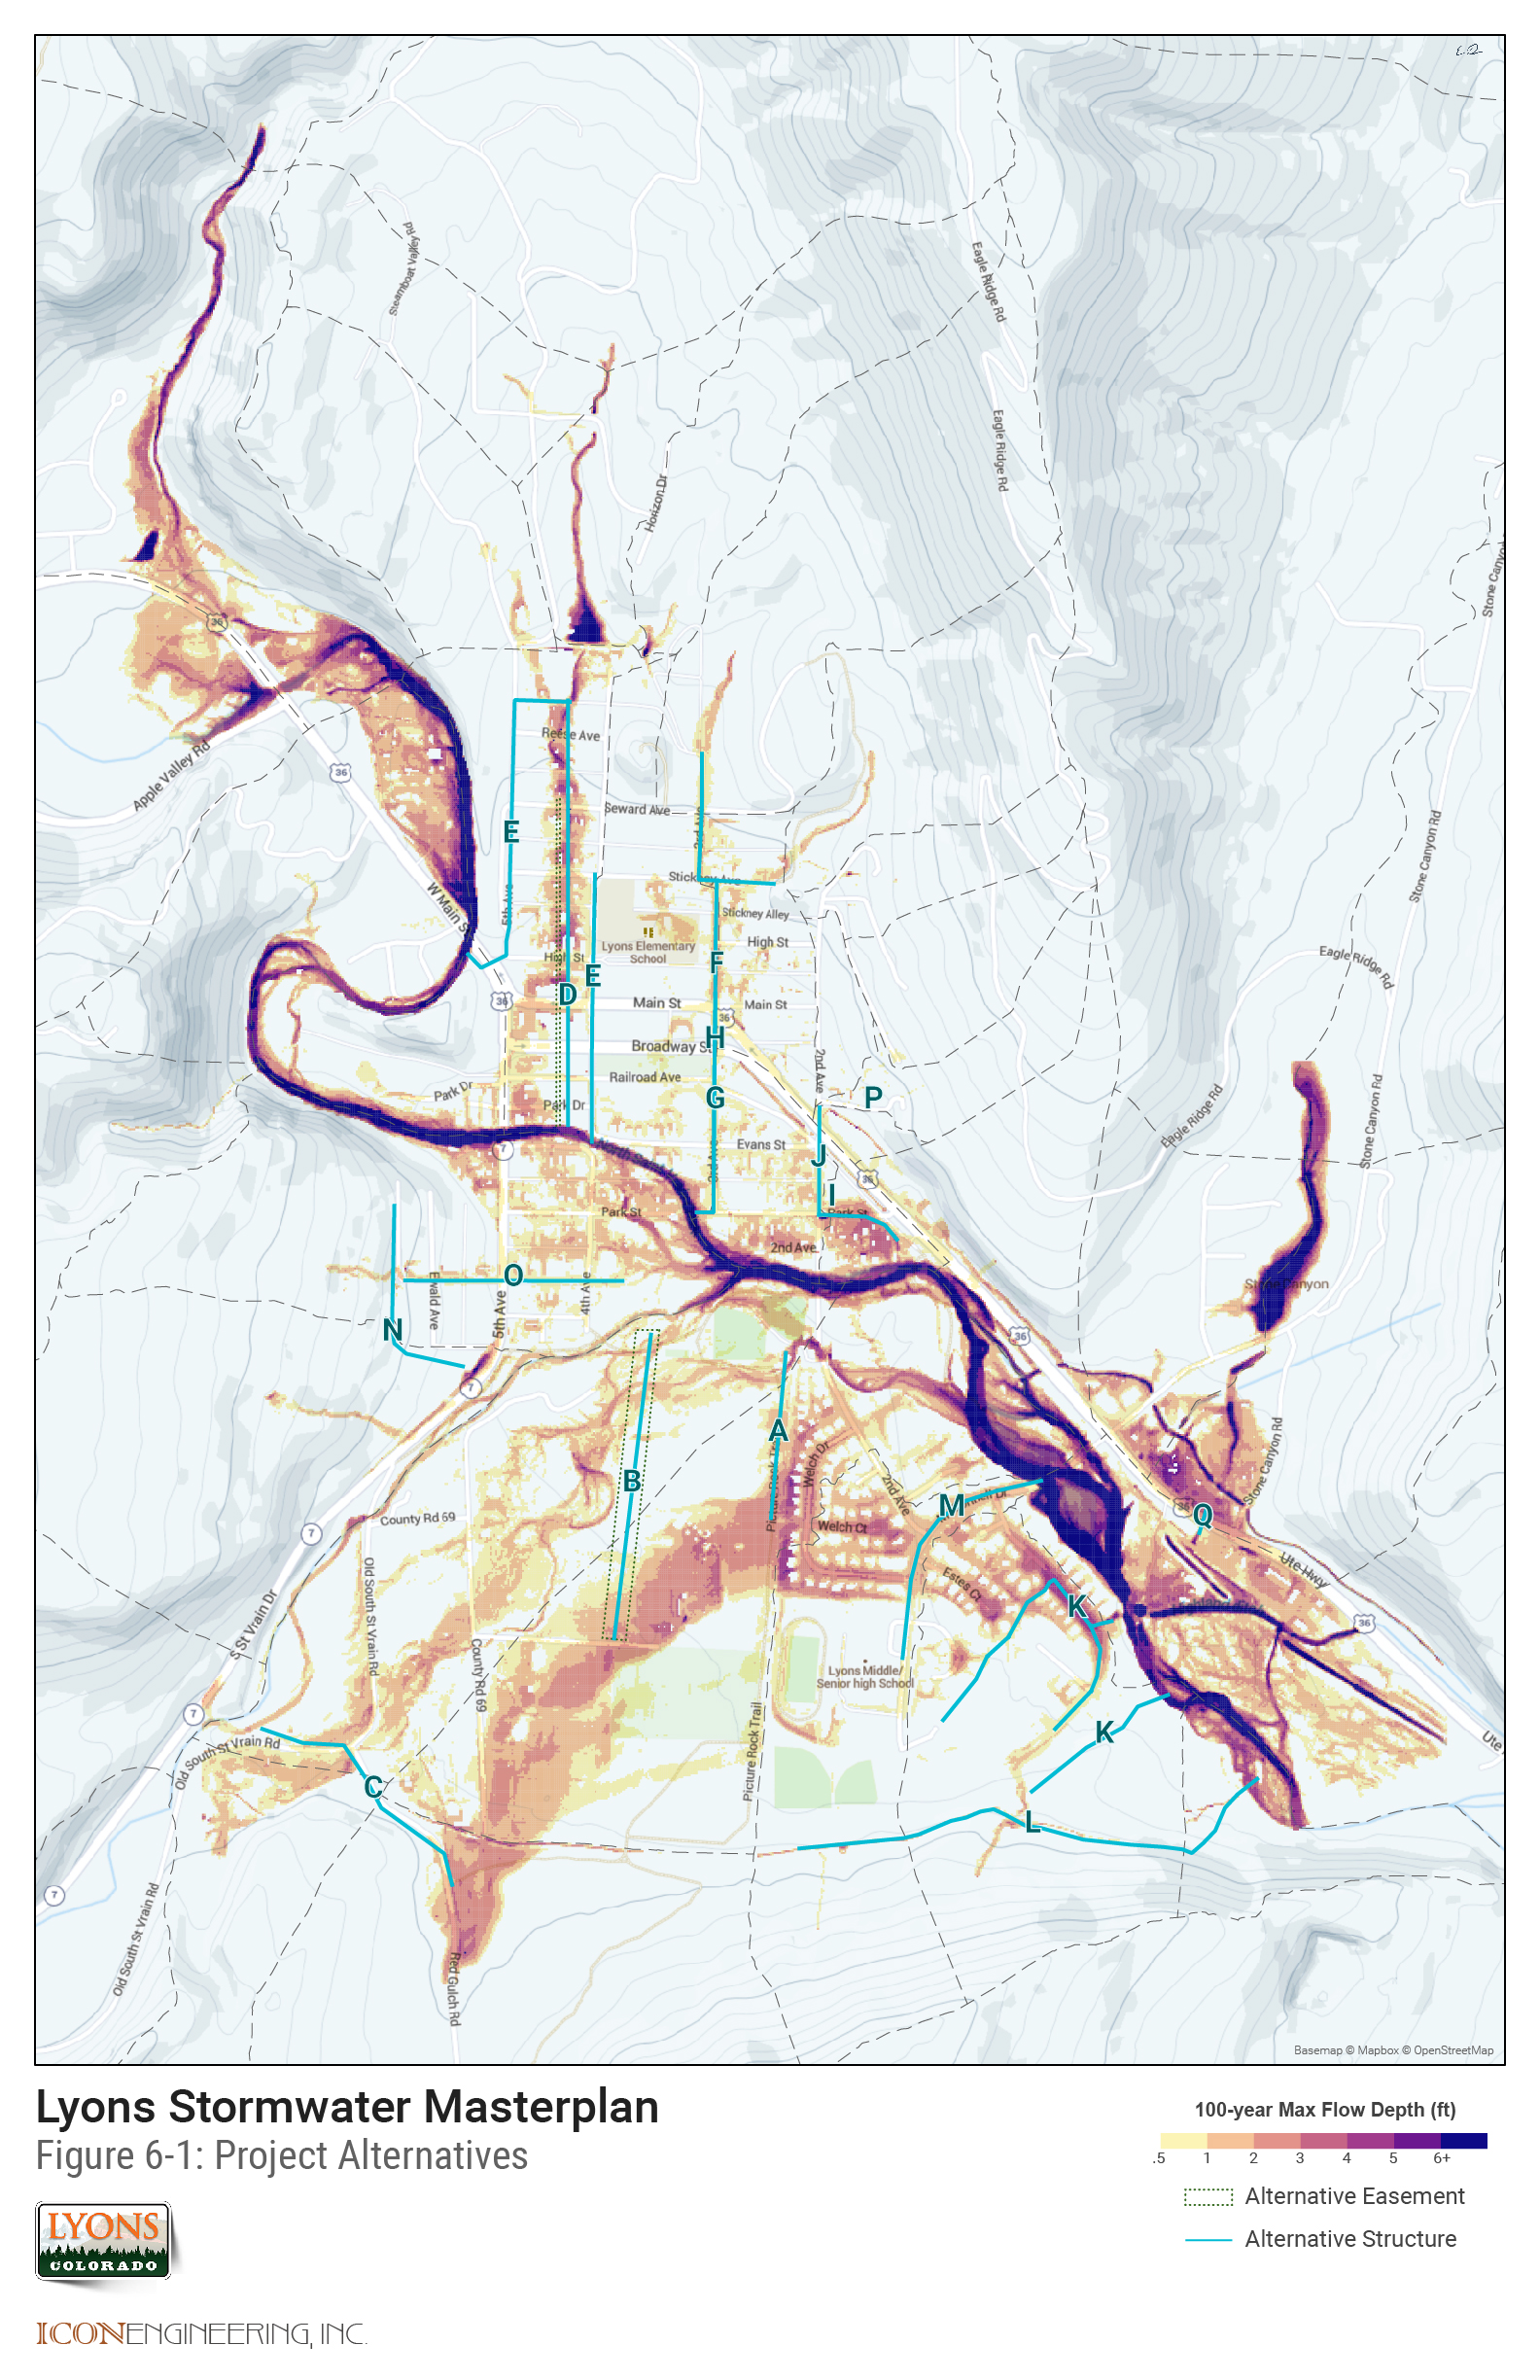 Steamboat Valley Rd
Eagle Ridge Rd
Eagle Ridge Rd
Horizon Dr
Stone Canyon
36
Apple Valley Rd
36
Reese Ave
Seward Ave
E
3rd Ave
Stickney Ave
Stickney Alley
W Main St
5th Ave
High St
Lyons Elementary
School
High St
F
E
D
Main St
Main St
36
36
Broadway St
H
Railroad Ave
2nd Ave
Park Dr
Park Dr
G
P
Evans St
J
7
3rd Ave
36
I
Park St
Park St
2nd Ave
Stone Canyon Rd
Eagle Ridge Rd
Eagle Ridge Rd
Stone Canyon Rd
Stone Canyon
O
N
Ewald Ave
5th Ave
4th Ave
36
7
A
B
Welch Dr
Picture Rock Trail
2nd Ave
M
Welch Ct
Stone Canyon Rd
36
Q
County Rd 69
7
Estes Ct
Ute Hwy
K
36
Old South St Vrain Rd
S St Vrain Dr
County Rd 69
Lyons Middle/
Senior high School
7
Old South St Vrain Rd
Picture Rock Trail
K
Ute
C
L
7
Old South St Vrain Rd
Red Gulch Rd
Basemap © Mapbox © OpenStreetMap
Lyons Stormwater Masterplan
Figure 6-1: Project Alternatives
100-year Max Flow Depth (ft)
.5 1 2 3 4 5 6+
Alternative Easement
Alternative Structure
LYONS
COLORADO
ICONENGINEERING, INC.